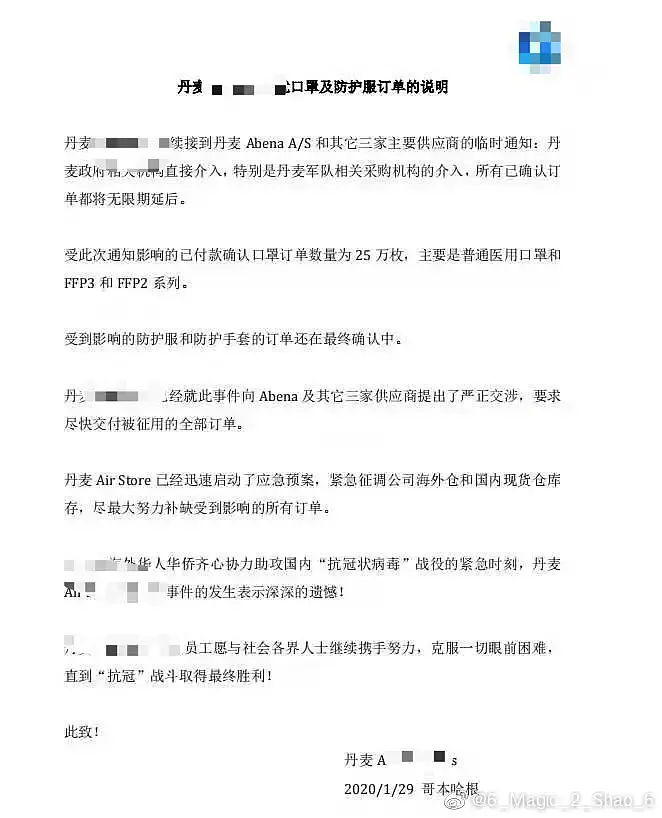 丹麦 口罩及防护服订单的说明
丹麦 续接到丹麦 Abena A/S 和其它三家主要供应商的临时通知：丹
麦政府相关机构直接介入，特别是丹麦军队相关采购机构的介入，所有已确认订
单都将无限期延后。
受此次通知影响的已付款确认口罩订单数量为 25 万枚，主要是普通医用口罩和
FFP3 和 FFP2 系列。
受到影响的防护服和防护手套的订单还在最终确认中。
丹麦 已经就此事件向 Abena 及其它三家供应商提出了严正交涉，要求
尽快交付被征用的全部订单。
丹麦 Air Store 已经迅速启动了应急预案，紧急征调公司海外仓和国内现货仓库
存，尽最大努力补缺受到影响的所有订单。
海外华人华侨齐心协力助攻国内“抗冠状病毒”战役的紧急时刻，丹麦
事件的发生表示深深的遗憾！
丹麦 员工愿与社会各界人士继续携手努力，克服一切眼前困难，
直到“抗冠”战斗取得最终胜利！
此致！
丹麦 A s
2020/1/29 哥本哈根
@6_Magic_2_Shao_6